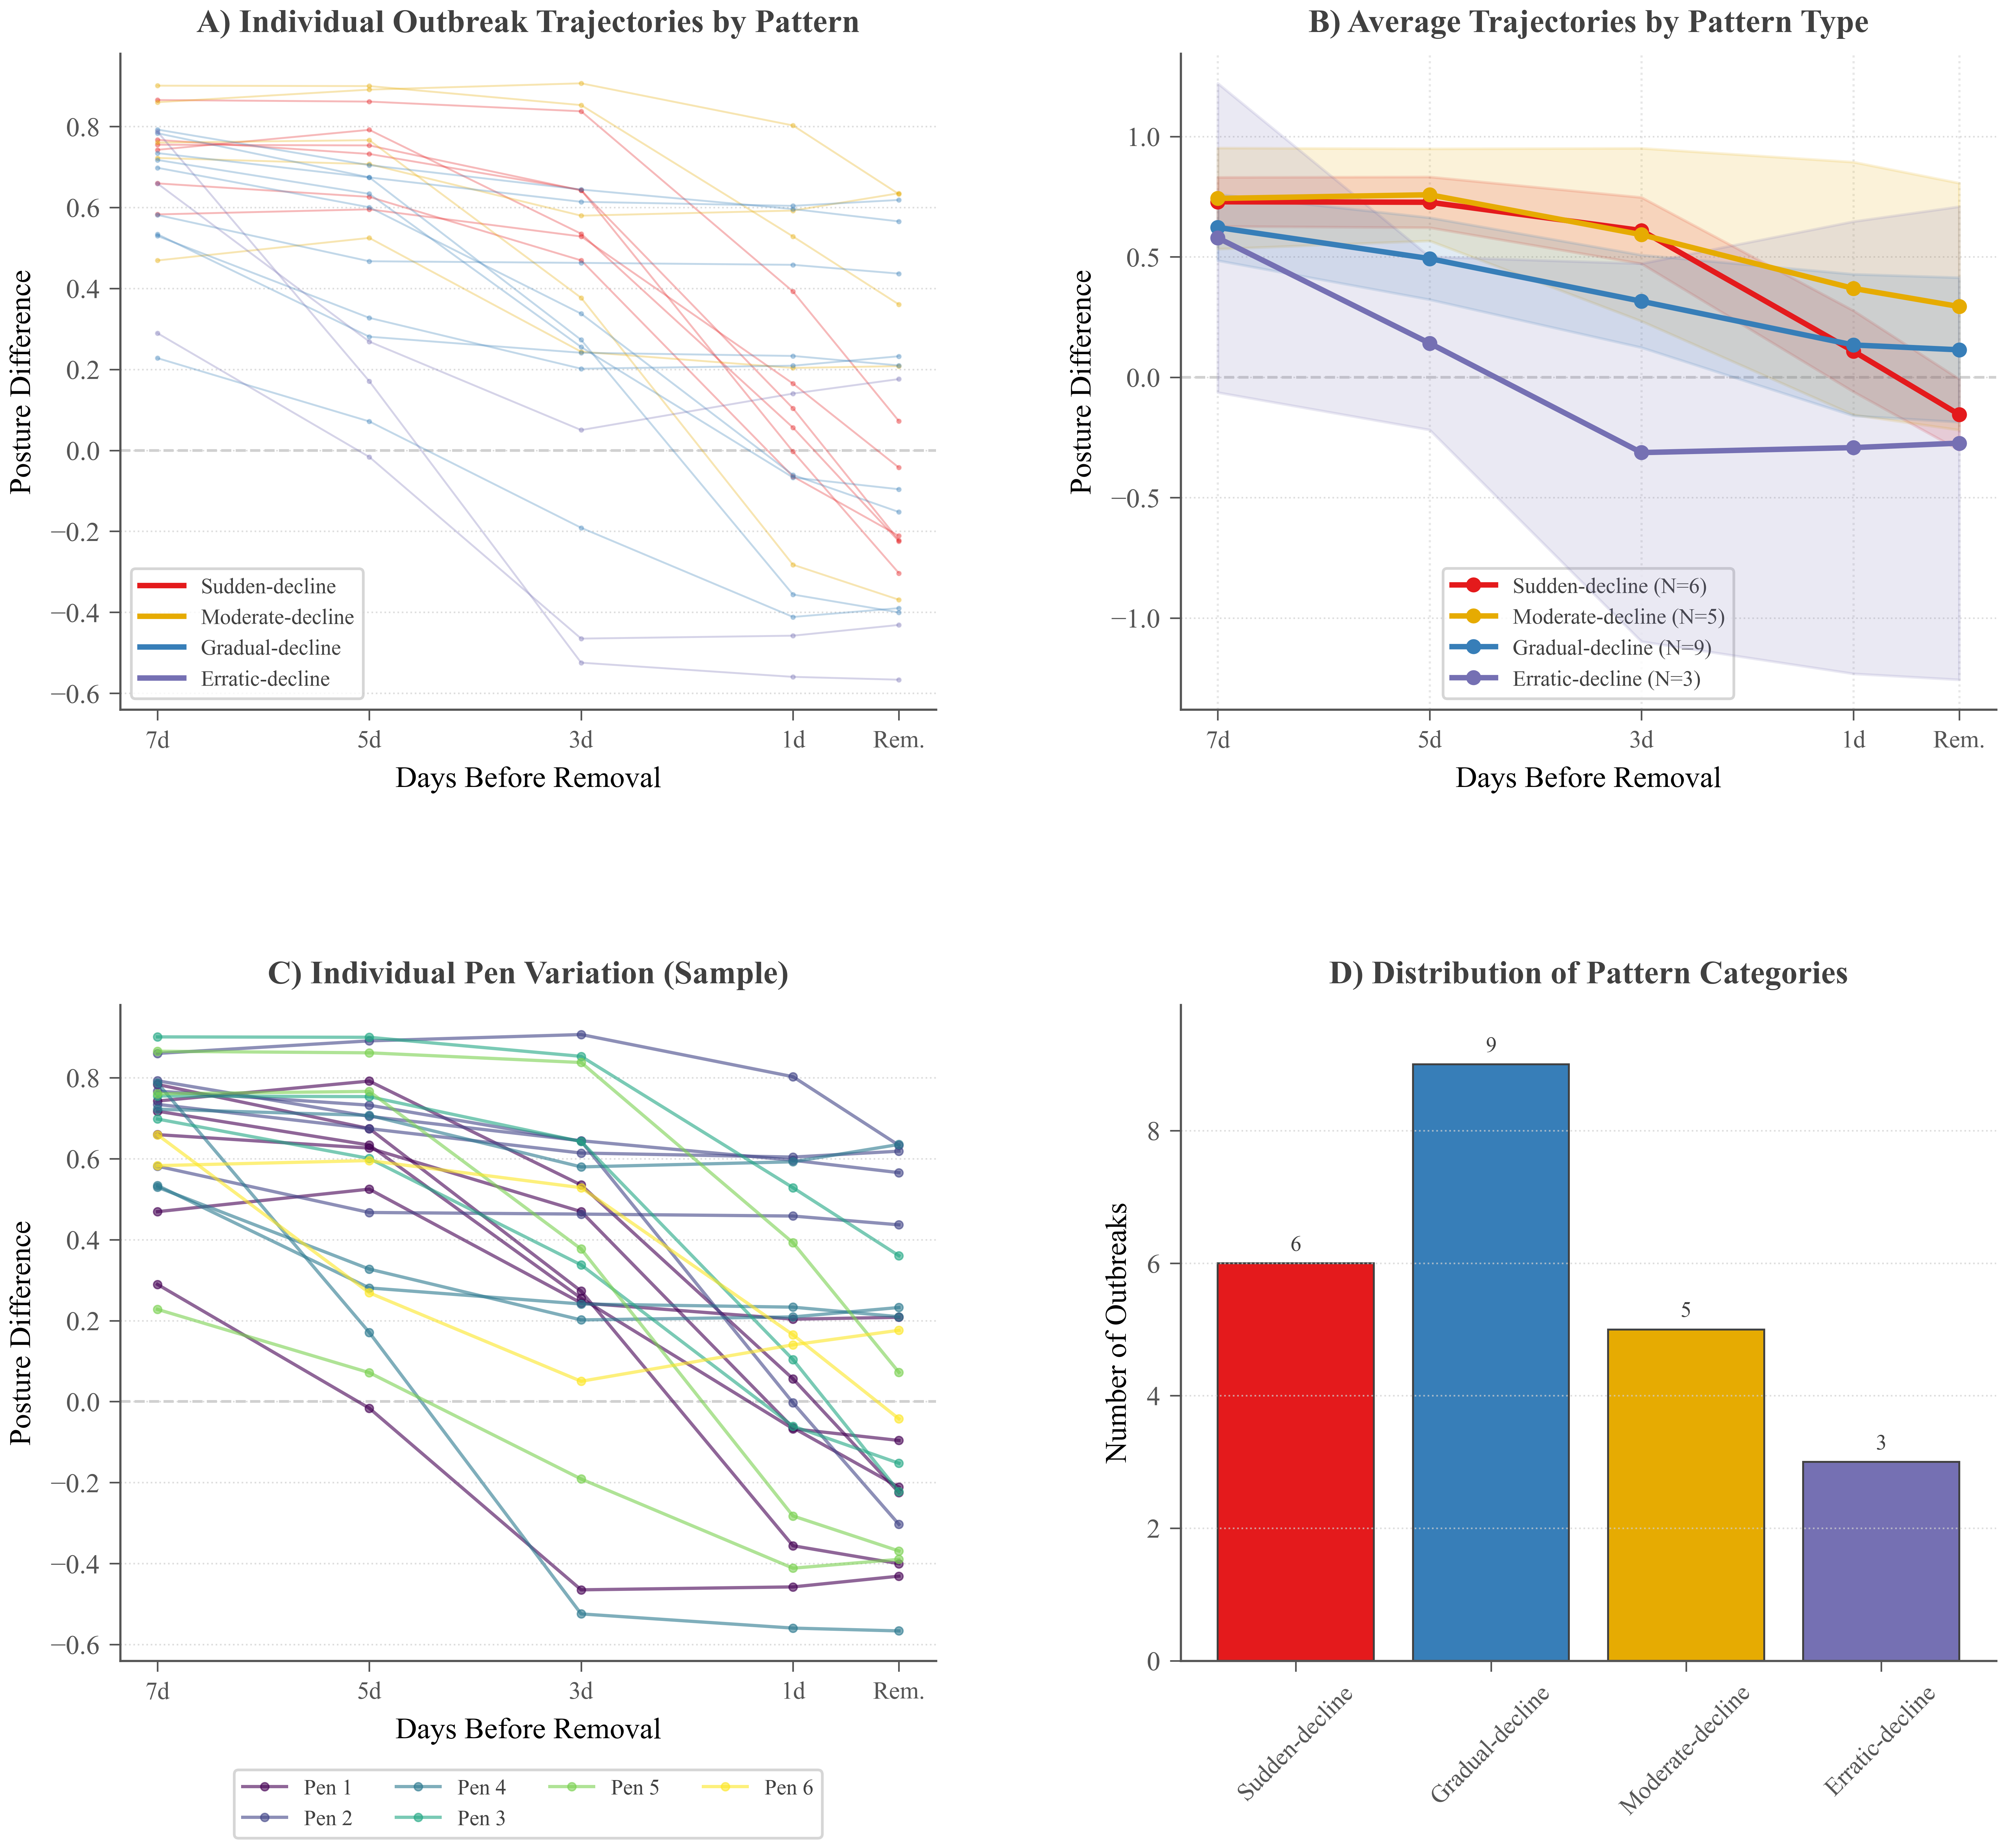 A) Individual Outbreak Trajectories by Pattern
Posture Difference
0.8
0.6
0.4
0.2
0.0
−0.2
−0.4
−0.6
Sudden-decline
Moderate-decline
Gradual-decline
Erratic-decline
7d 5d 3d 1d Rem.
Days Before Removal
B) Average Trajectories by Pattern Type
Posture Difference
1.0
0.5
0.0
−0.5
−1.0
Sudden-decline (N=6)
Moderate-decline (N=5)
Gradual-decline (N=9)
Erratic-decline (N=3)
7d 5d 3d 1d Rem.
Days Before Removal
C) Individual Pen Variation (Sample)
Posture Difference
0.8
0.6
0.4
0.2
0.0
−0.2
−0.4
−0.6
7d 5d 3d 1d Rem.
Days Before Removal
Pen 1 Pen 4 Pen 5 Pen 6
Pen 2 Pen 3
D) Distribution of Pattern Categories
Number of Outbreaks
8
6
4
2
0
6
9
5
3
Sudden-decline
Gradual-decline
Moderate-decline
Erratic-decline